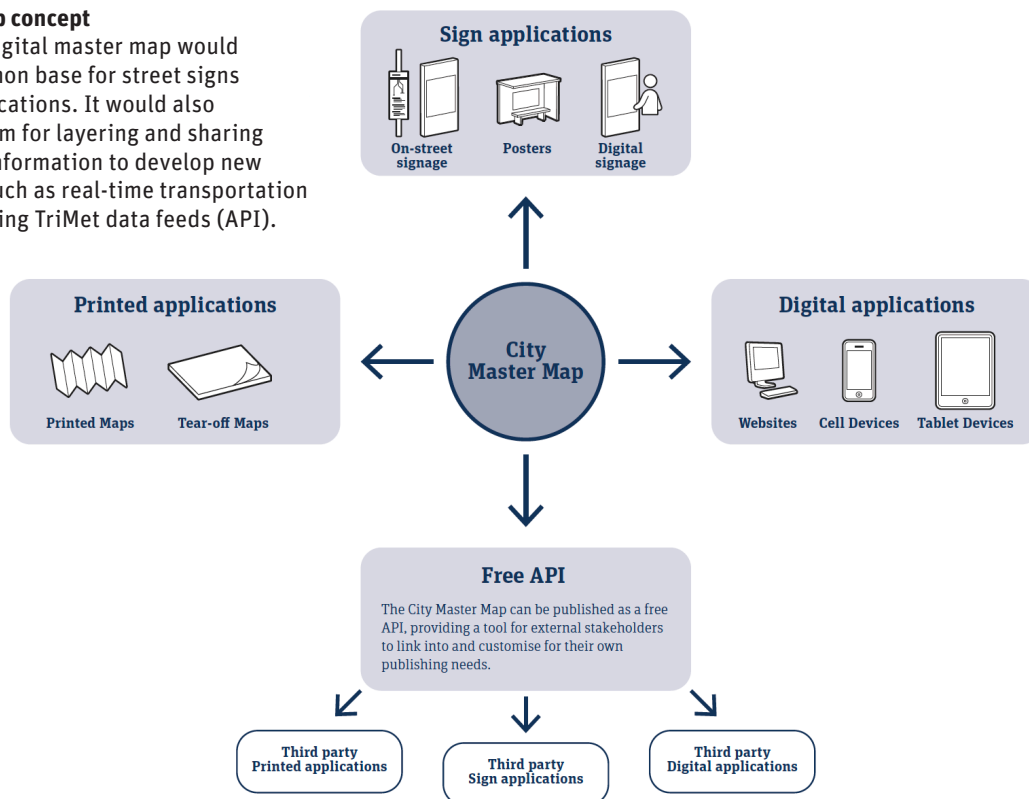 concept
igital master map would
on base for street signs
ications. It would also
m for layering and sharing
nformation to develop new
uch as real-time transportation
ing TriMet data feeds (API).
Sign applications
On-street
signage
Posters
Digital
signage
Printed applications
Printed Maps
Tear-off Maps
City
Master Map
Digital applications
Websites
Cell Devices
Tablet Devices
Free API
The City Master Map can be published as a free
API, providing a tool for external stakeholders
to link into and customise for their own
publishing needs.
Third party
Printed applications
Third party
Sign applications
Third party
Digital applications